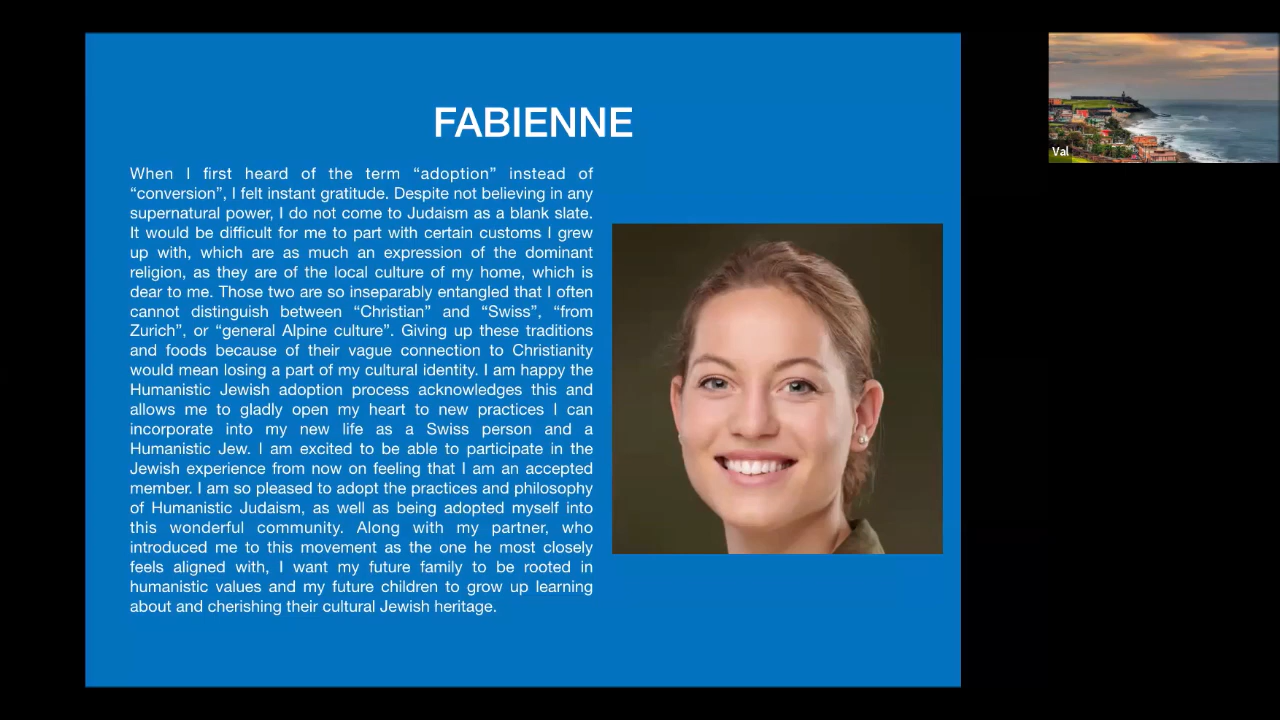 FABIENNE
When I first heard of the term “adoption” instead of
“conversion”, I felt instant gratitude. Despite not believing in any
supernatural power, I do not come to Judaism as a blank slate.
It would be difficult for me to part with certain customs I grew
up with, which are as much an expression of the dominant
religion, as they are of the local culture of my home, which is
dear to me. Those two are so inseparably entangled that I often
cannot distinguish between “Christian” and “Swiss”, “from
Zurich”, or “general Alpine culture”. Giving up these traditions
and foods because of their vague connection to Christianity
would mean losing a part of my cultural identity. I am happy the
Humanistic Jewish adoption process acknowledges this and
allows me to gladly open my heart to new practices I can
incorporate into my new life as a Swiss person and a
Humanistic Jew. I am excited to be able to participate in the
Jewish experience from now on feeling that I am an accepted
member. I am so pleased to adopt the practices and philosophy
of Humanistic Judaism, as well as being adopted myself into
this wonderful community. Along with my partner, who
introduced me to this movement as the one he most closely
feels aligned with, I want my future family to be rooted in
humanistic values and my future children to grow up learning
about and cherishing their cultural Jewish heritage.
Val